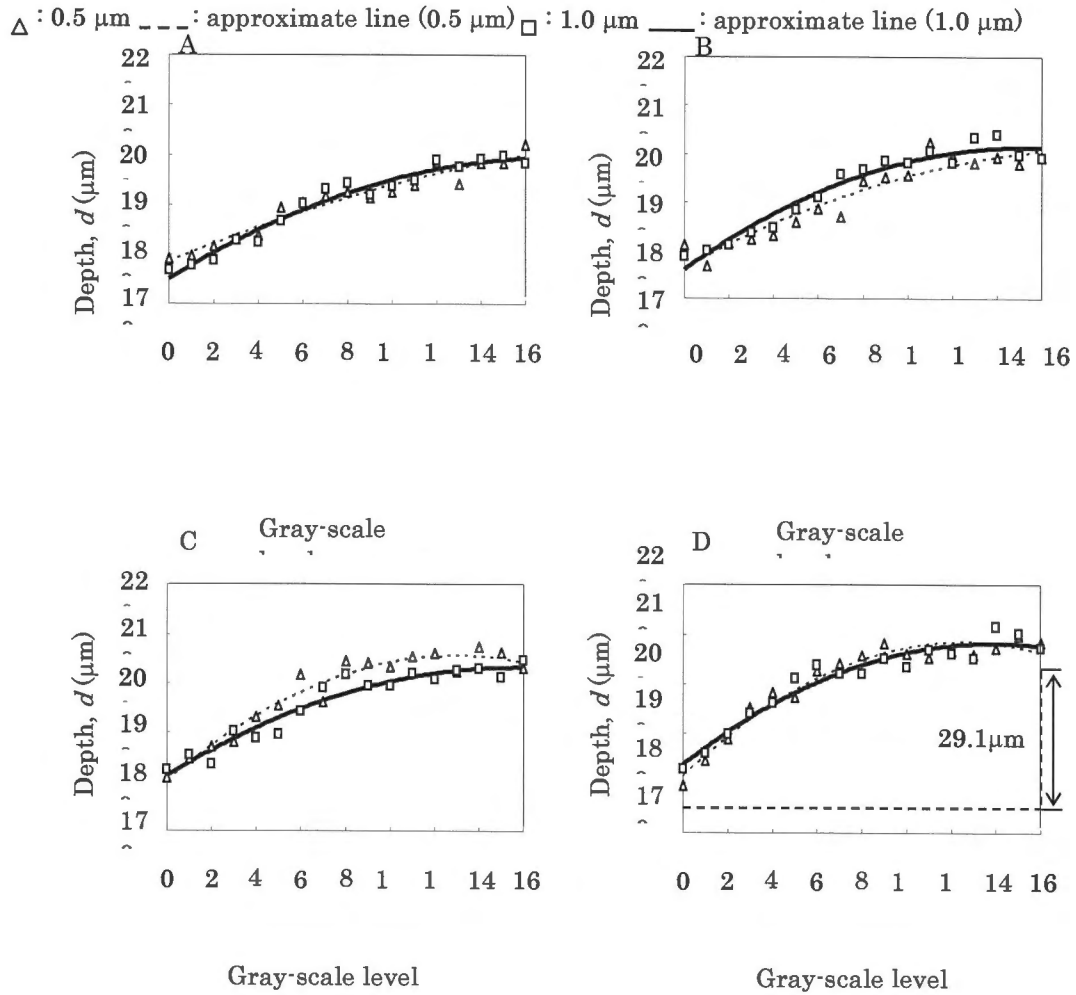 △ : 0.5 μm ---- : approximate line (0.5 μm) □ : 1.0 μm —— : approximate line (1.0 μm)
A
22
21
20
19
18
17
Depth, d (μm)
0 2 4 6 8 1 1 14 16
Gray-scale
B
22
21
20
19
18
17
Depth, d (μm)
0 2 4 6 8 1 1 14 16
Gray-scale
C
22
21
20
19
18
17
Depth, d (μm)
0 2 4 6 8 1 1 14 16
Gray-scale level
D
22
21
20
19
18
17
Depth, d (μm)
29.1μm
0 2 4 6 8 1 1 14 16
Gray-scale level